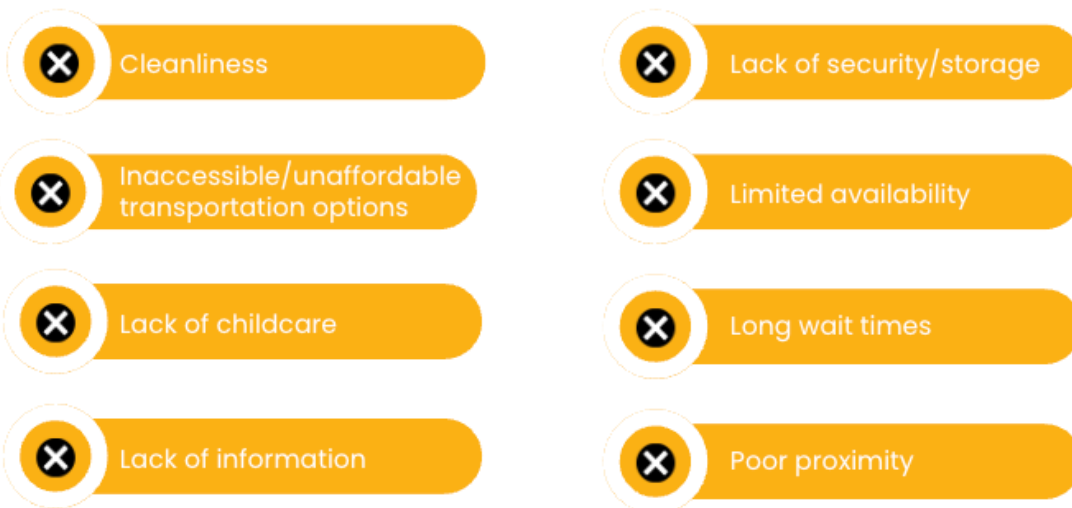 Cleanliness
Inaccessible/unaffordable
transportation options
Lack of childcare
Lack of information
Lack of security/storage
Limited availability
Long wait times
Poor proximity